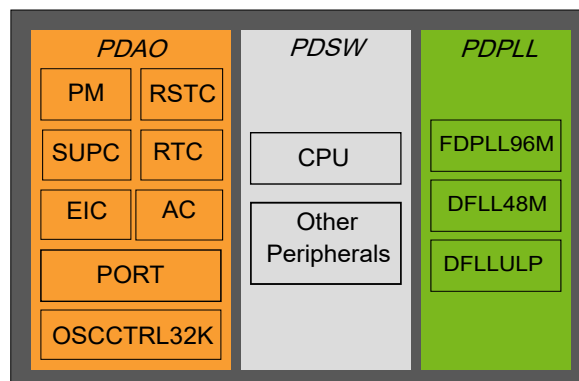 PDAO
PM
RSTC
SUPC
RTC
EIC
AC
PORT
OSCCTRL32K
PDSW
CPU
Other
Peripherals
PDPLL
FDPLL96M
DFLL48M
DFLLULP